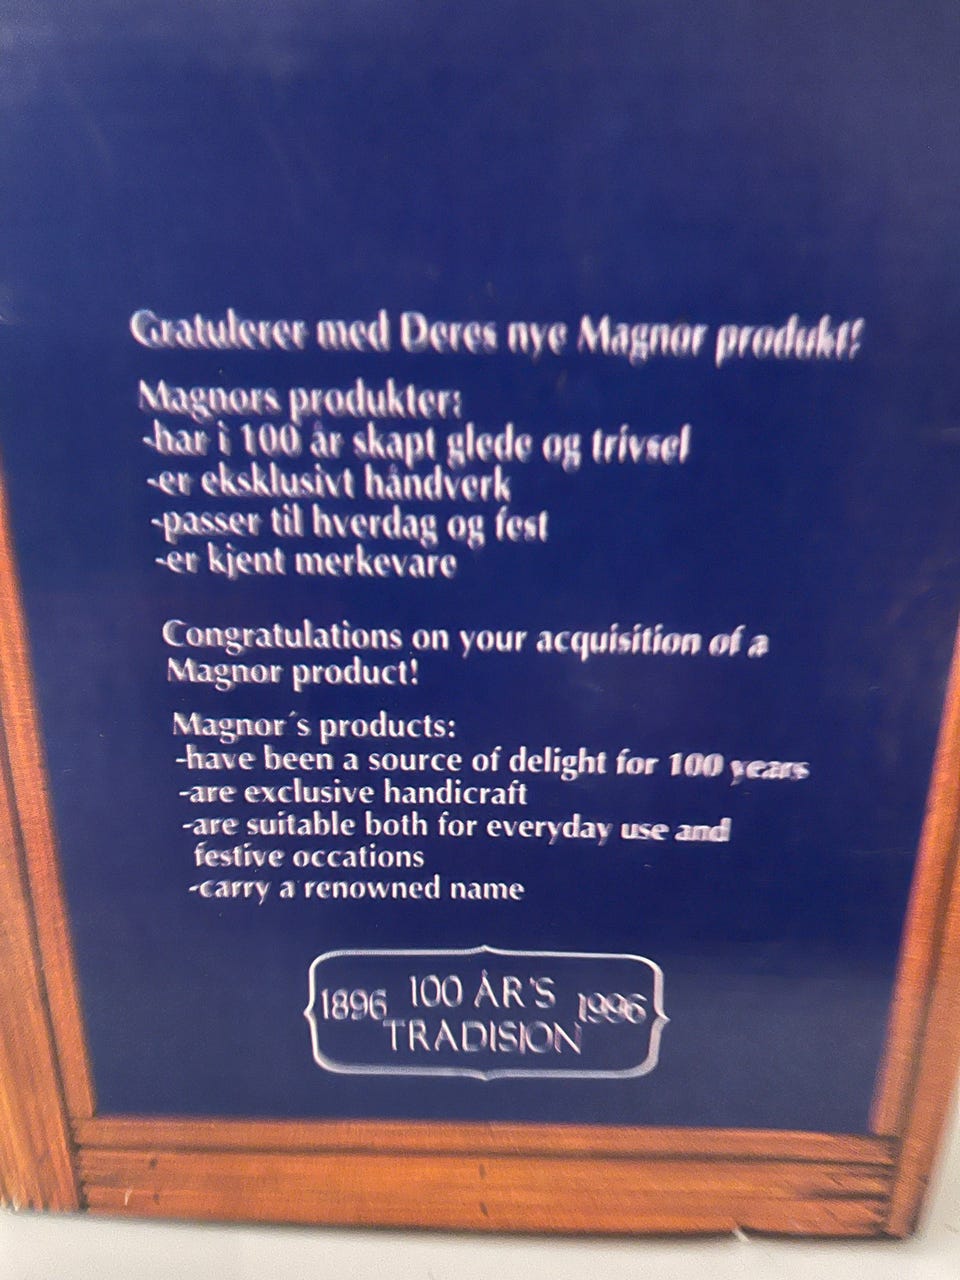 Gratulerer med Deres nye Magnor produkt!
Magnors produkter:
-har i 100 år skapt glede og trivsel
-er eksklusivt håndverk
-passer til hverdag og fest
-er kjent merkevare
Congratulations on your acquisition of a
Magnor product!
Magnor´s products:
-have been a source of delight for 100 years
-are exclusive handicraft
-are suitable both for everyday use and
festive occations
-carry a renowned name
1896 100 ÅR'S 1996
TRADISION